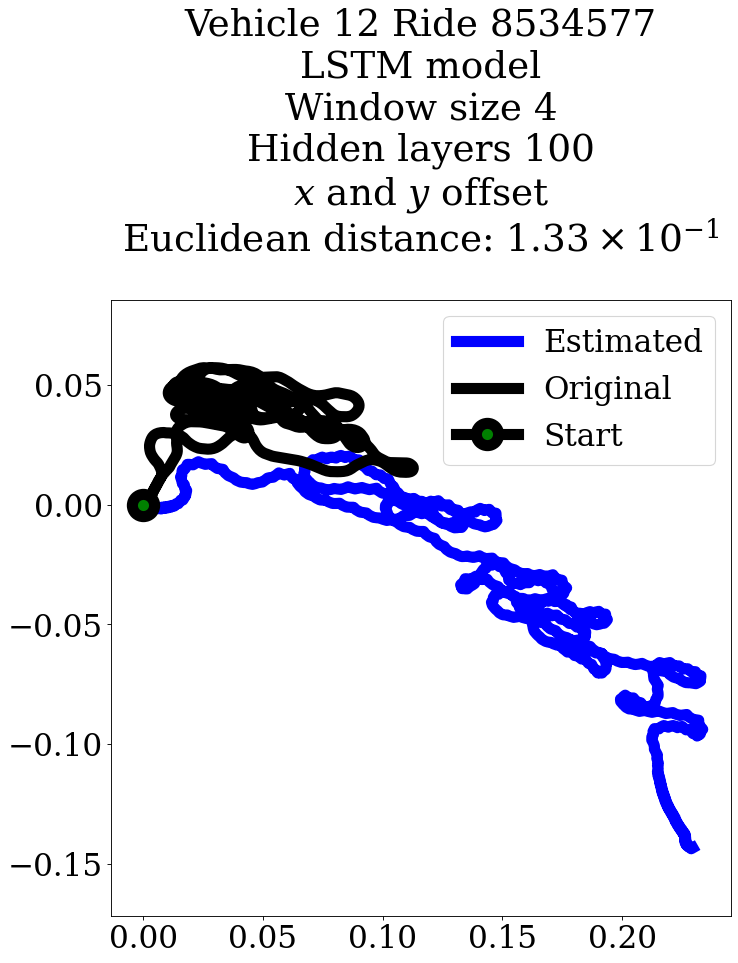 Vehicle 12 Ride 8534577
LSTM model
Window size 4
Hidden layers 100
x and y offset
Euclidean distance: 1.33 × 10⁻¹
Estimated
Original
Start
0.05
0.00
−0.05
−0.10
−0.15
0.00 0.05 0.10 0.15 0.20